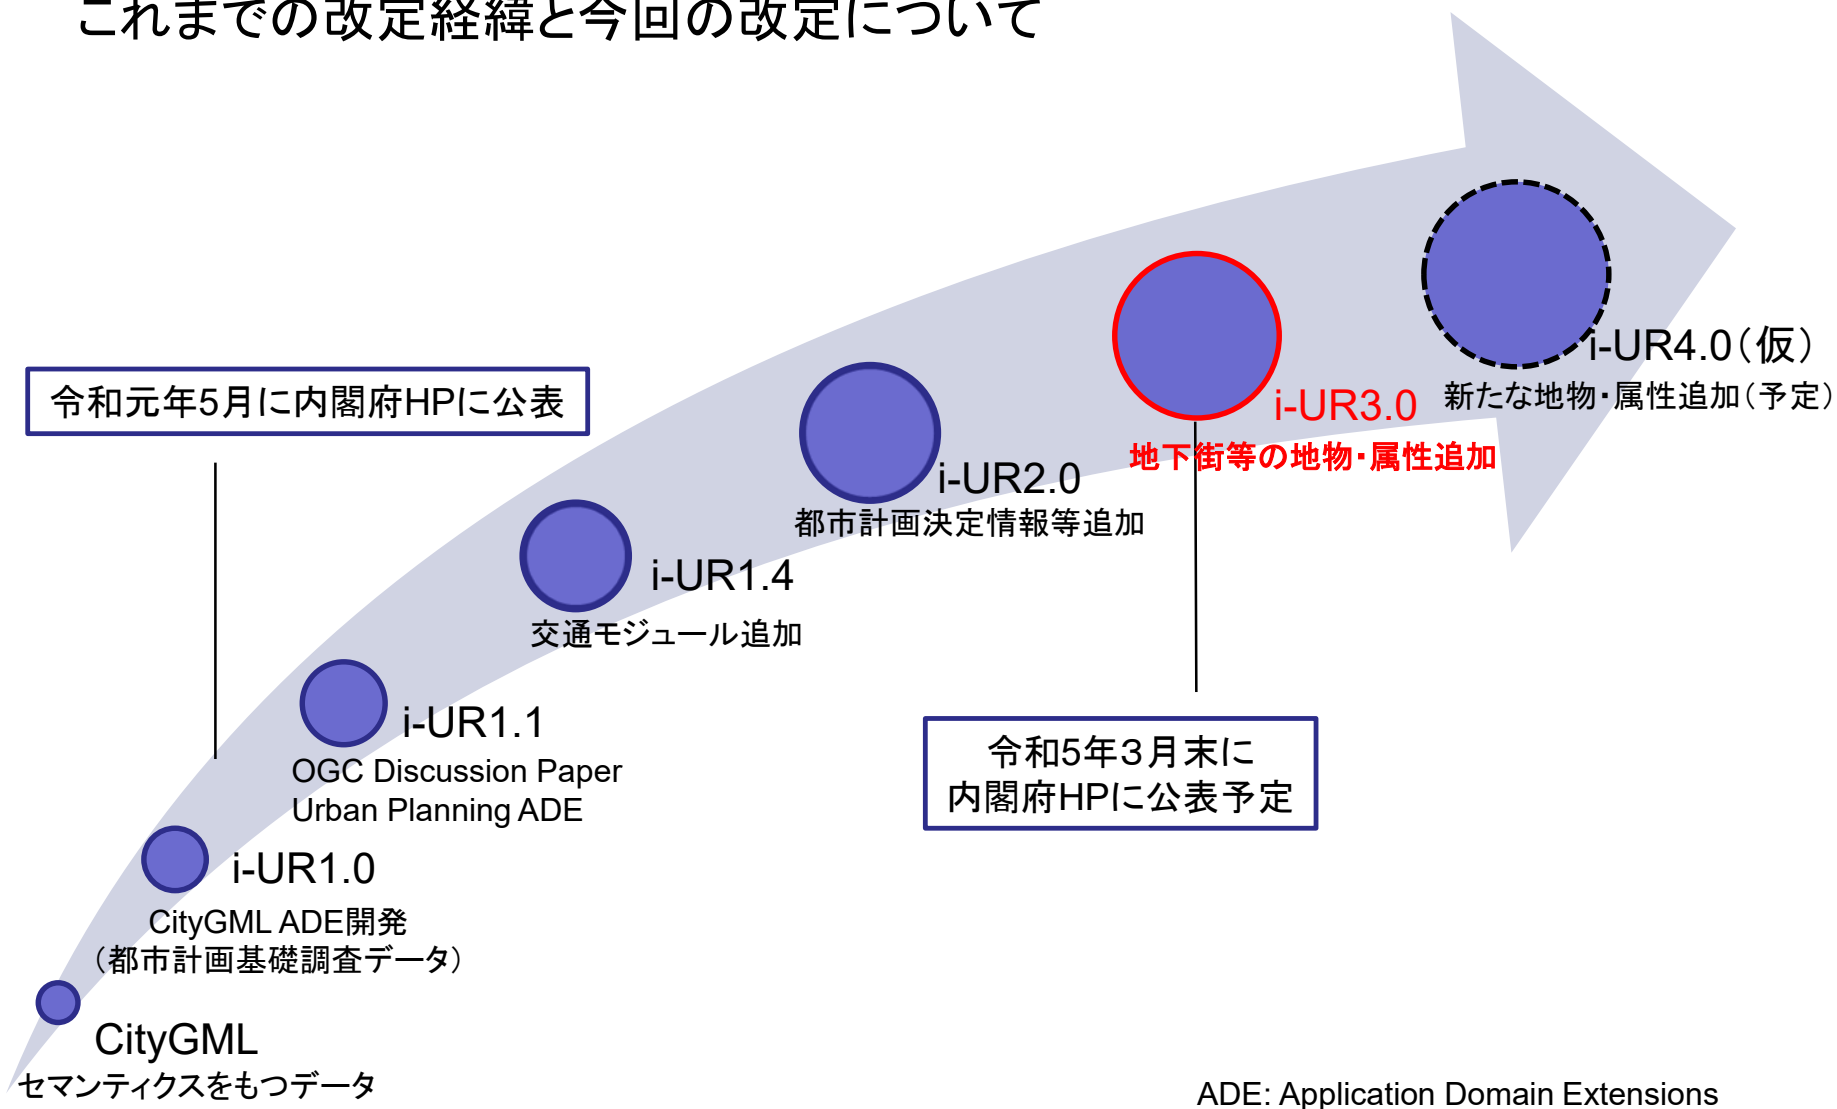 これまでの改定経緯と今回の改定について
i-UR4.0（仮）
新たな地物・属性追加（予定）
令和元年5月に内閣府HPに公表
i-UR3.0
地下街等の地物・属性追加
i-UR2.0
都市計画決定情報等追加
i-UR1.4
交通モジュール追加
i-UR1.1
OGC Discussion Paper
Urban Planning ADE
令和5年３月末に
内閣府HPに公表予定
i-UR1.0
CityGML ADE開発
（都市計画基礎調査データ）
CityGML
セマンティクスをもつデータ
ADE: Application Domain Extensions